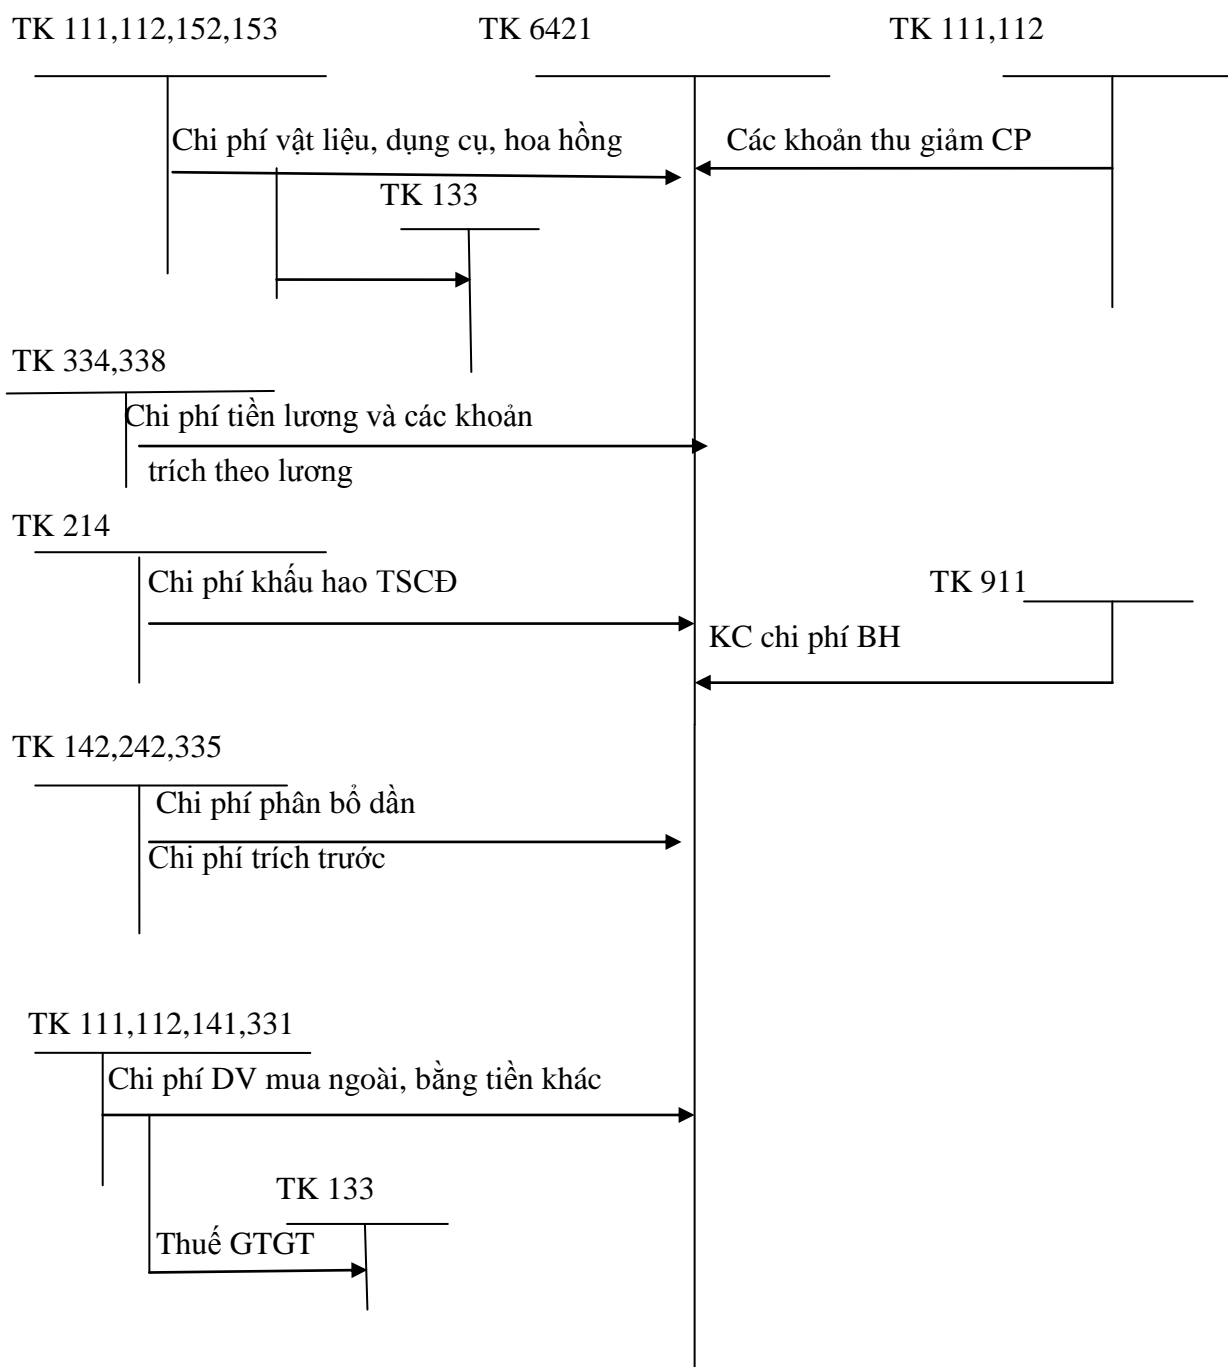 TK 111,112,152,153
TK 6421
TK 111,112
Chi phí vật liệu, dụng cụ, hoa hồng
Các khoản thu giảm CP
TK 133
TK 334,338
Chi phí tiền lương và các khoản
trích theo lương
TK 214
Chi phí khấu hao TSCĐ
TK 911
KC chi phí BH
TK 142,242,335
Chi phí phân bổ dần
Chi phí trích trước
TK 111,112,141,331
Chi phí DV mua ngoài, bằng tiền khác
TK 133
Thuế GTGT